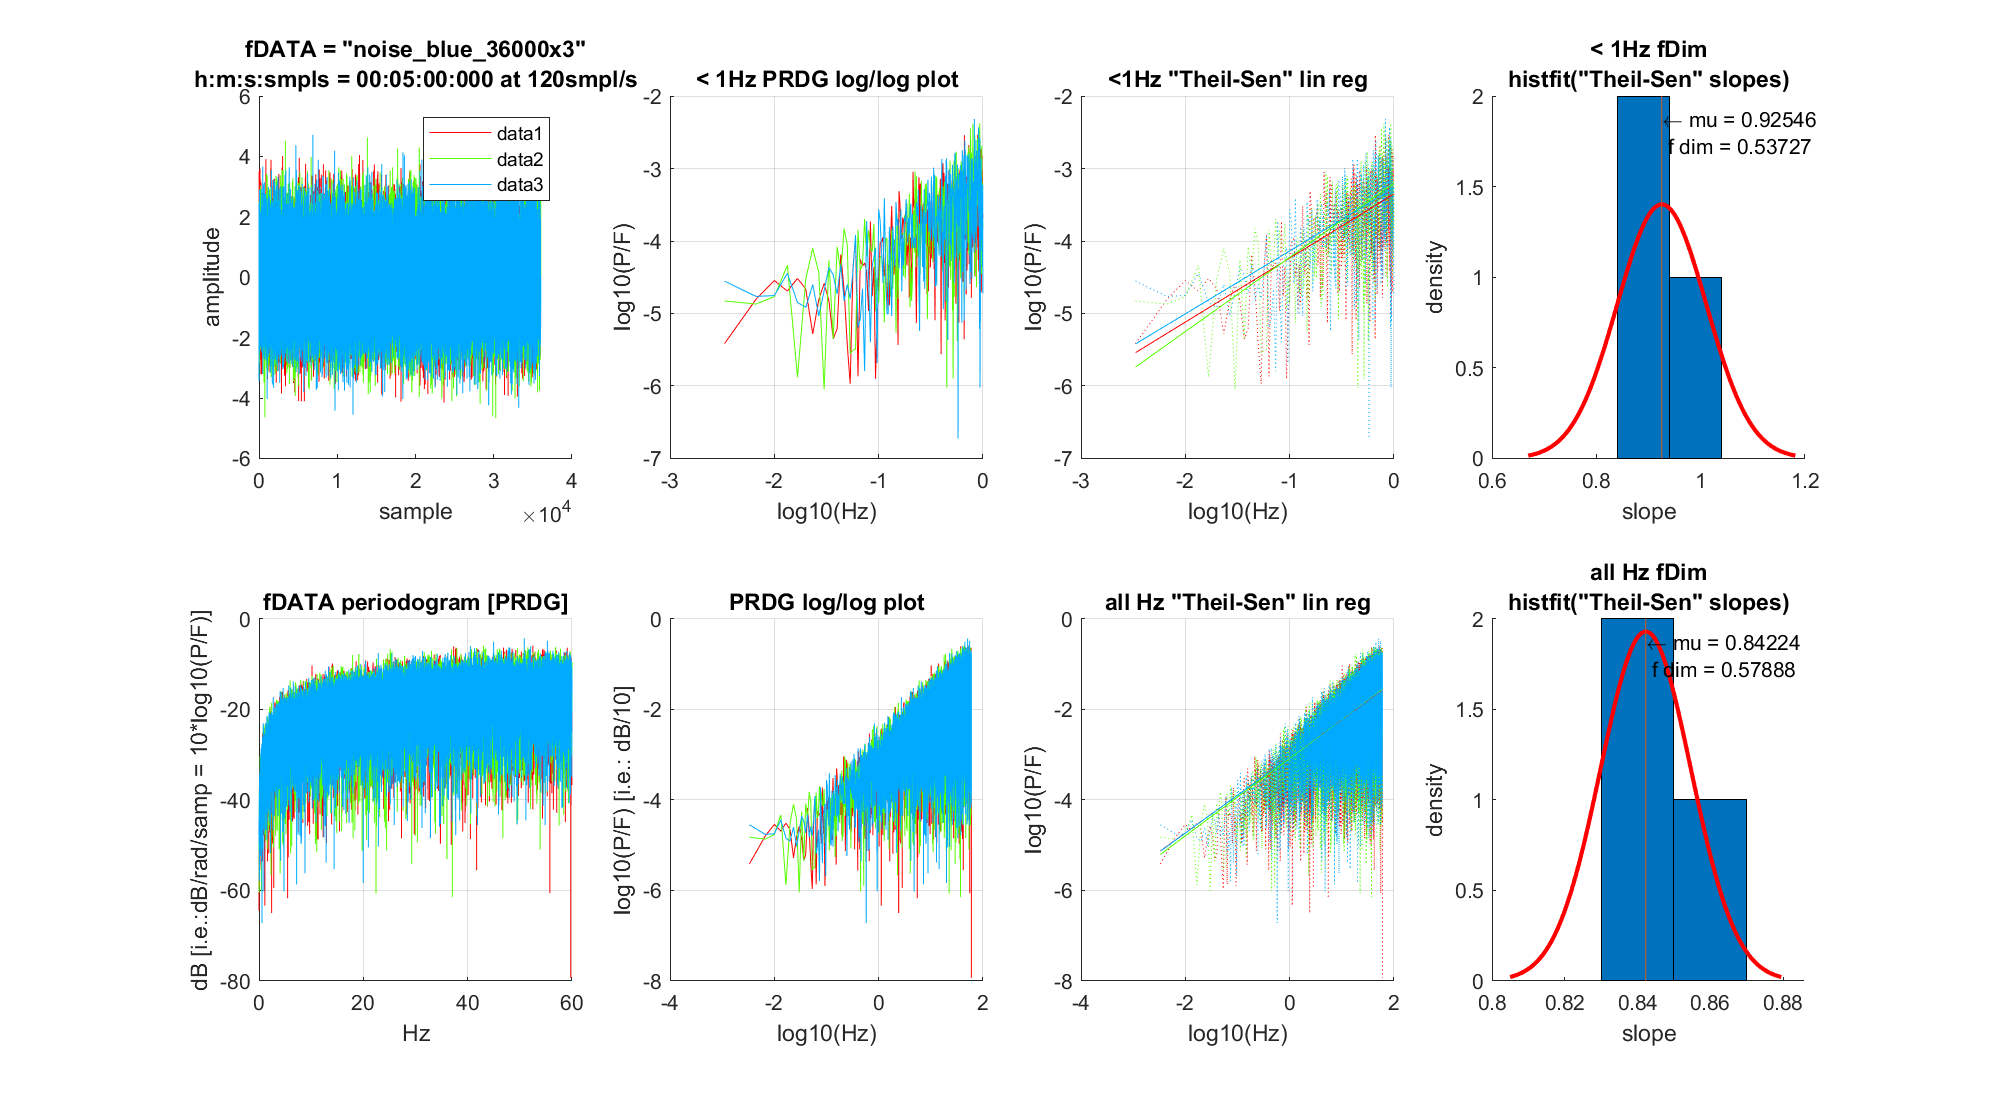 fDATA = "noise_blue_36000x3"
h:m:s:smpls = 00:05:00:000 at 120smpl/s
6
4
2
0
-2
-4
-6
amplitude
data1
data2
data3
0
1
2
3
4
×10^4
sample
< 1Hz PRDG log/log plot
-2
-3
-4
-5
-6
-7
log10(P/F)
-3
-2
-1
0
log10(Hz)
<1Hz "Theil-Sen" lin reg
-2
-3
-4
-5
-6
-7
log10(P/F)
-3
-2
-1
0
log10(Hz)
< 1Hz fDim
histfit("Theil-Sen" slopes)
2
1.5
1
0.5
0
density
← mu = 0.92546
f dim = 0.53727
0.6
0.8
1
1.2
slope
fDATA periodogram [PRDG]
0
-20
-40
-60
-80
dB [i.e.:dB/rad/samp = 10*log10(P/F)]
0
20
40
60
Hz
PRDG log/log plot
0
-2
-4
-6
-8
log10(P/F) [i.e.: dB/10]
-4
-2
0
2
log10(Hz)
all Hz "Theil-Sen" lin reg
0
-2
-4
-6
-8
log10(P/F)
-4
-2
0
2
log10(Hz)
all Hz fDim
histfit("Theil-Sen" slopes)
2
1.5
1
0.5
0
density
← mu = 0.84224
f dim = 0.57888
0.8
0.82
0.84
0.86
0.88
slope